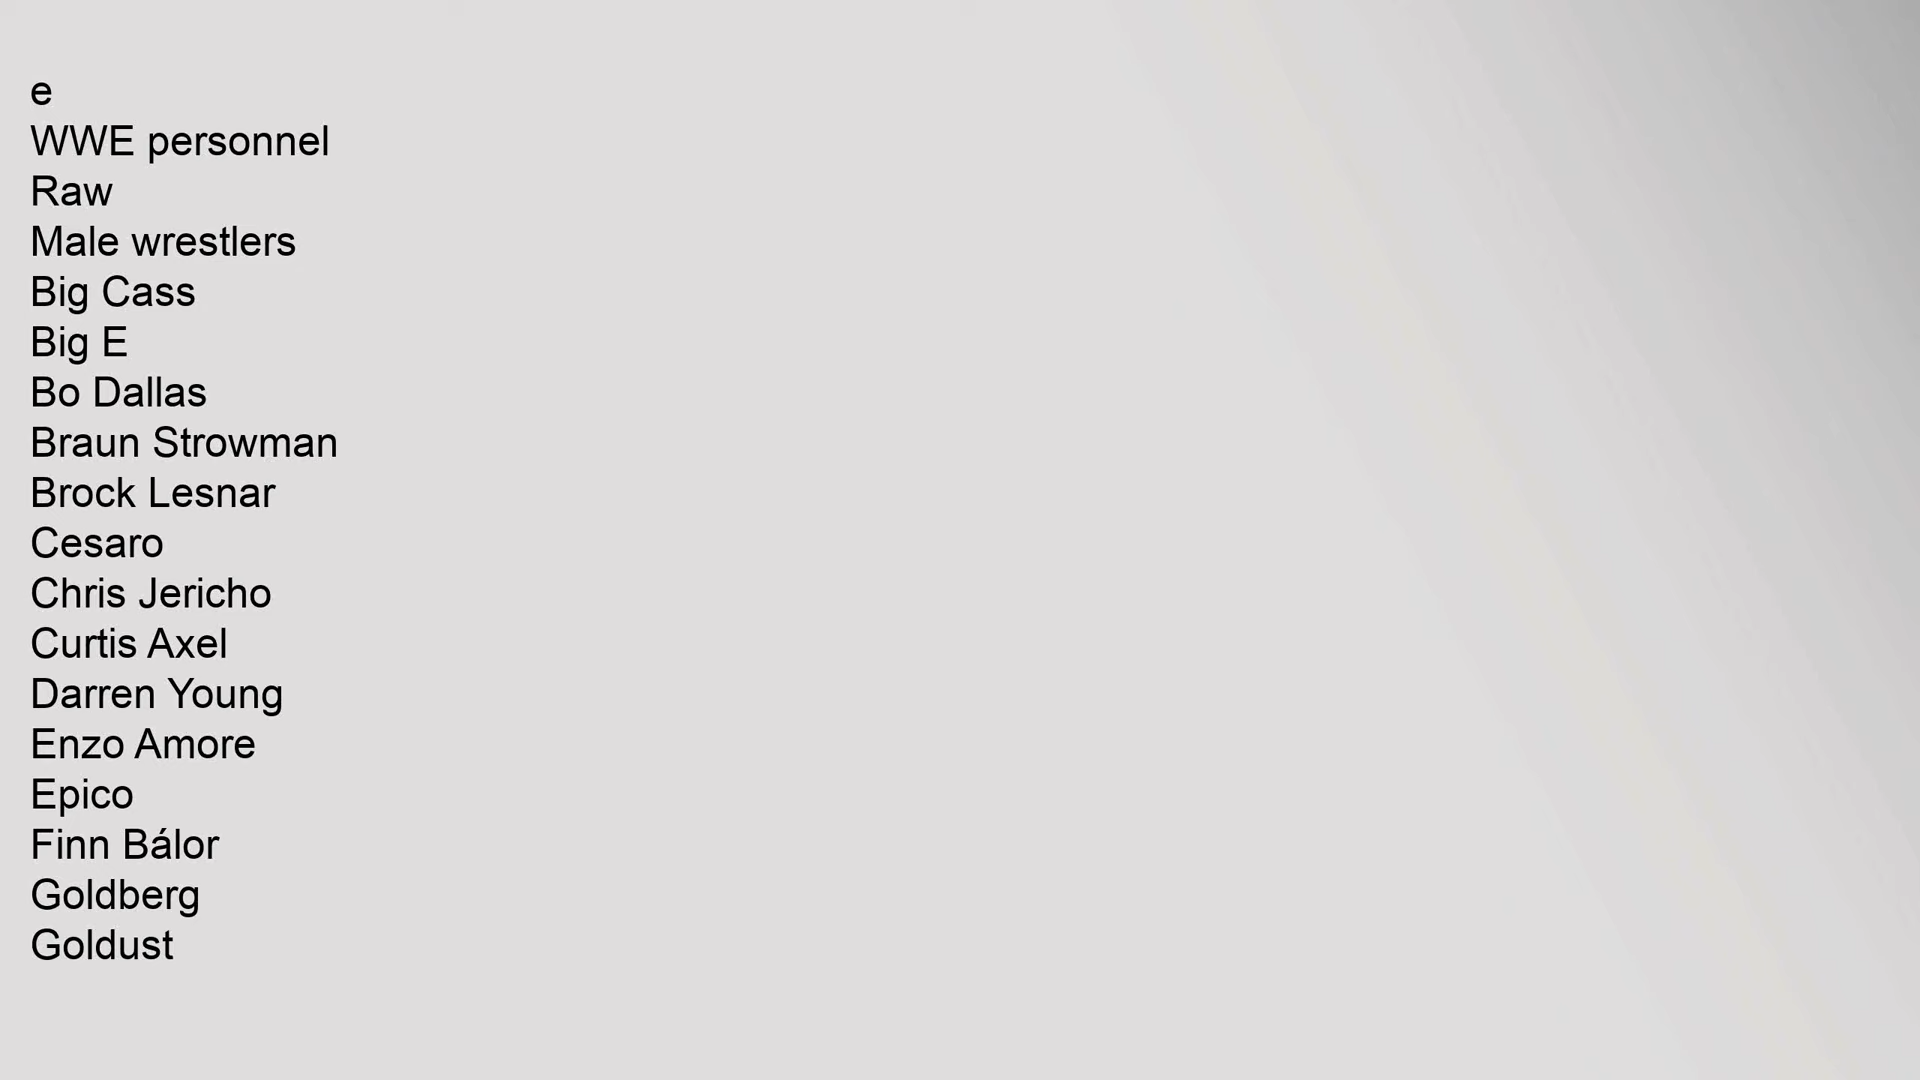 e
WWE personnel
Raw
Male wrestlers
Big Cass
Big E
Bo Dallas
Braun Strowman
Brock Lesnar
Cesaro
Chris Jericho
Curtis Axel
Darren Young
Enzo Amore
Epico
Finn Bálor
Goldberg
Goldust